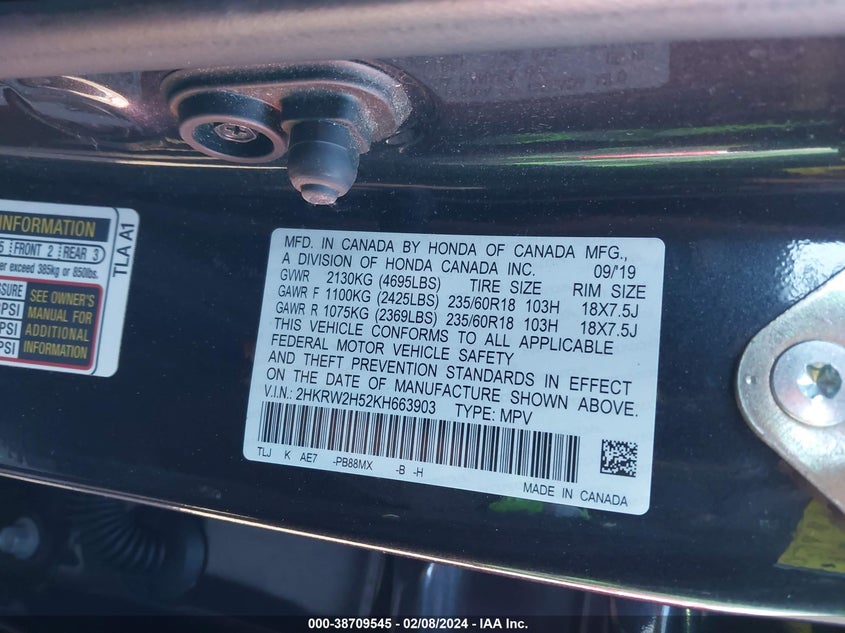 INFORMATION
5 FRONT 2 REAR 3
er exceed 385kg or 850lbs.
SEE OWNER'S
MANUAL FOR
ADDITIONAL
INFORMATION
PSI
PSI
PSI
TLA A1
MFD. IN CANADA BY HONDA OF CANADA MFG.,
A DIVISION OF HONDA CANADA INC. 09/19
GVWR 2130KG (4695LBS) TIRE SIZE RIM SIZE
GAWR F 1100KG (2425LBS) 235/60R18 103H 18X7.5J
GAWR R 1075KG (2369LBS) 235/60R18 103H 18X7.5J
THIS VEHICLE CONFORMS TO ALL APPLICABLE
FEDERAL MOTOR VEHICLE SAFETY
AND THEFT PREVENTION STANDARDS IN EFFECT
ON THE DATE OF MANUFACTURE SHOWN ABOVE.
V.I.N.: 2HKRW2H52KH663903 TYPE: MPV
TLJ K AE7 -PB88MX -B -H
MADE IN CANADA
000-38709545 - 02/08/2024 - IAA Inc.